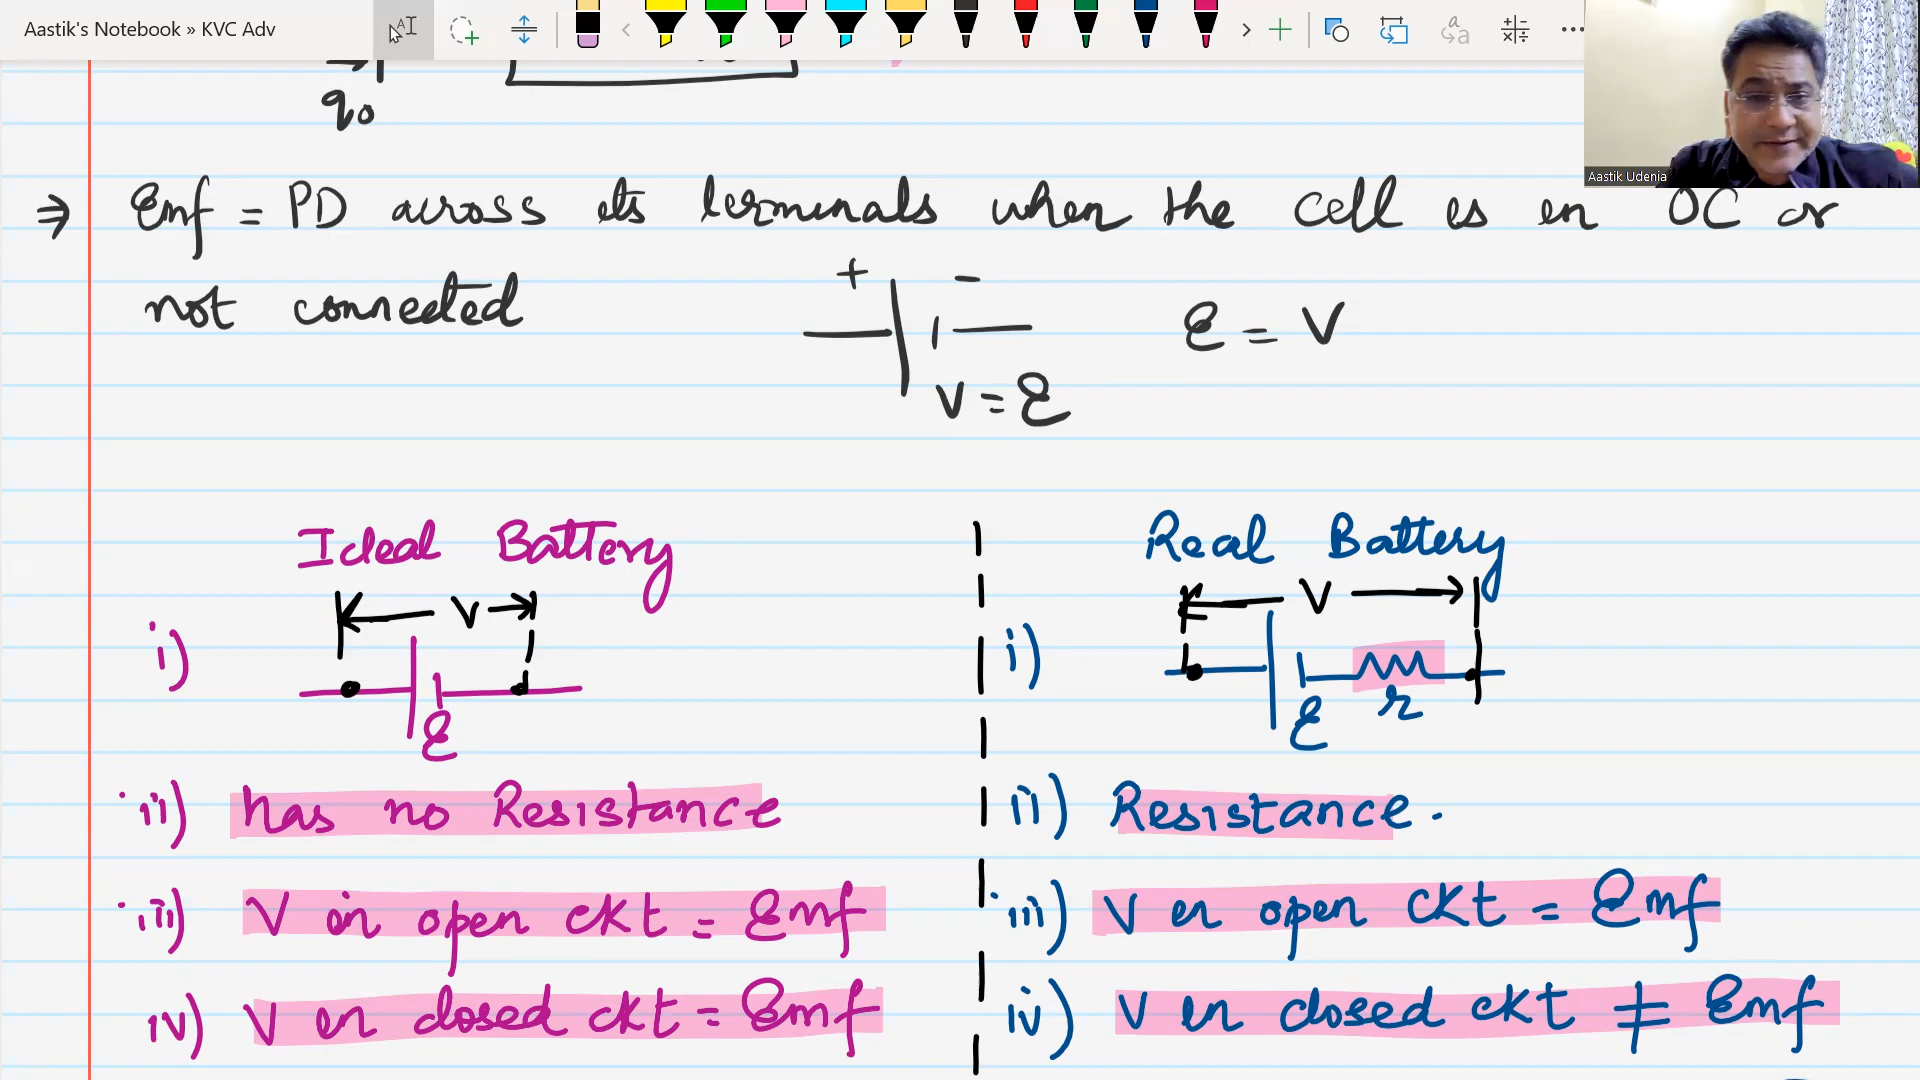 Aastik's Notebook » KVC Adv
q₀
Aastik Udenia
⇒ Emf = PD across its terminals when the cell is in OC or
not connected
+ -
ε = V
V = ε
Ideal Battery
Real Battery
V
V
i)
i)
ε
ε r
ii) has no Resistance
ii) Resistance.
iii) V in open ckt = Emf
iii) V in open ckt = Emf
iv) V in closed ckt = Emf
iv) V in closed ckt ≠ Emf